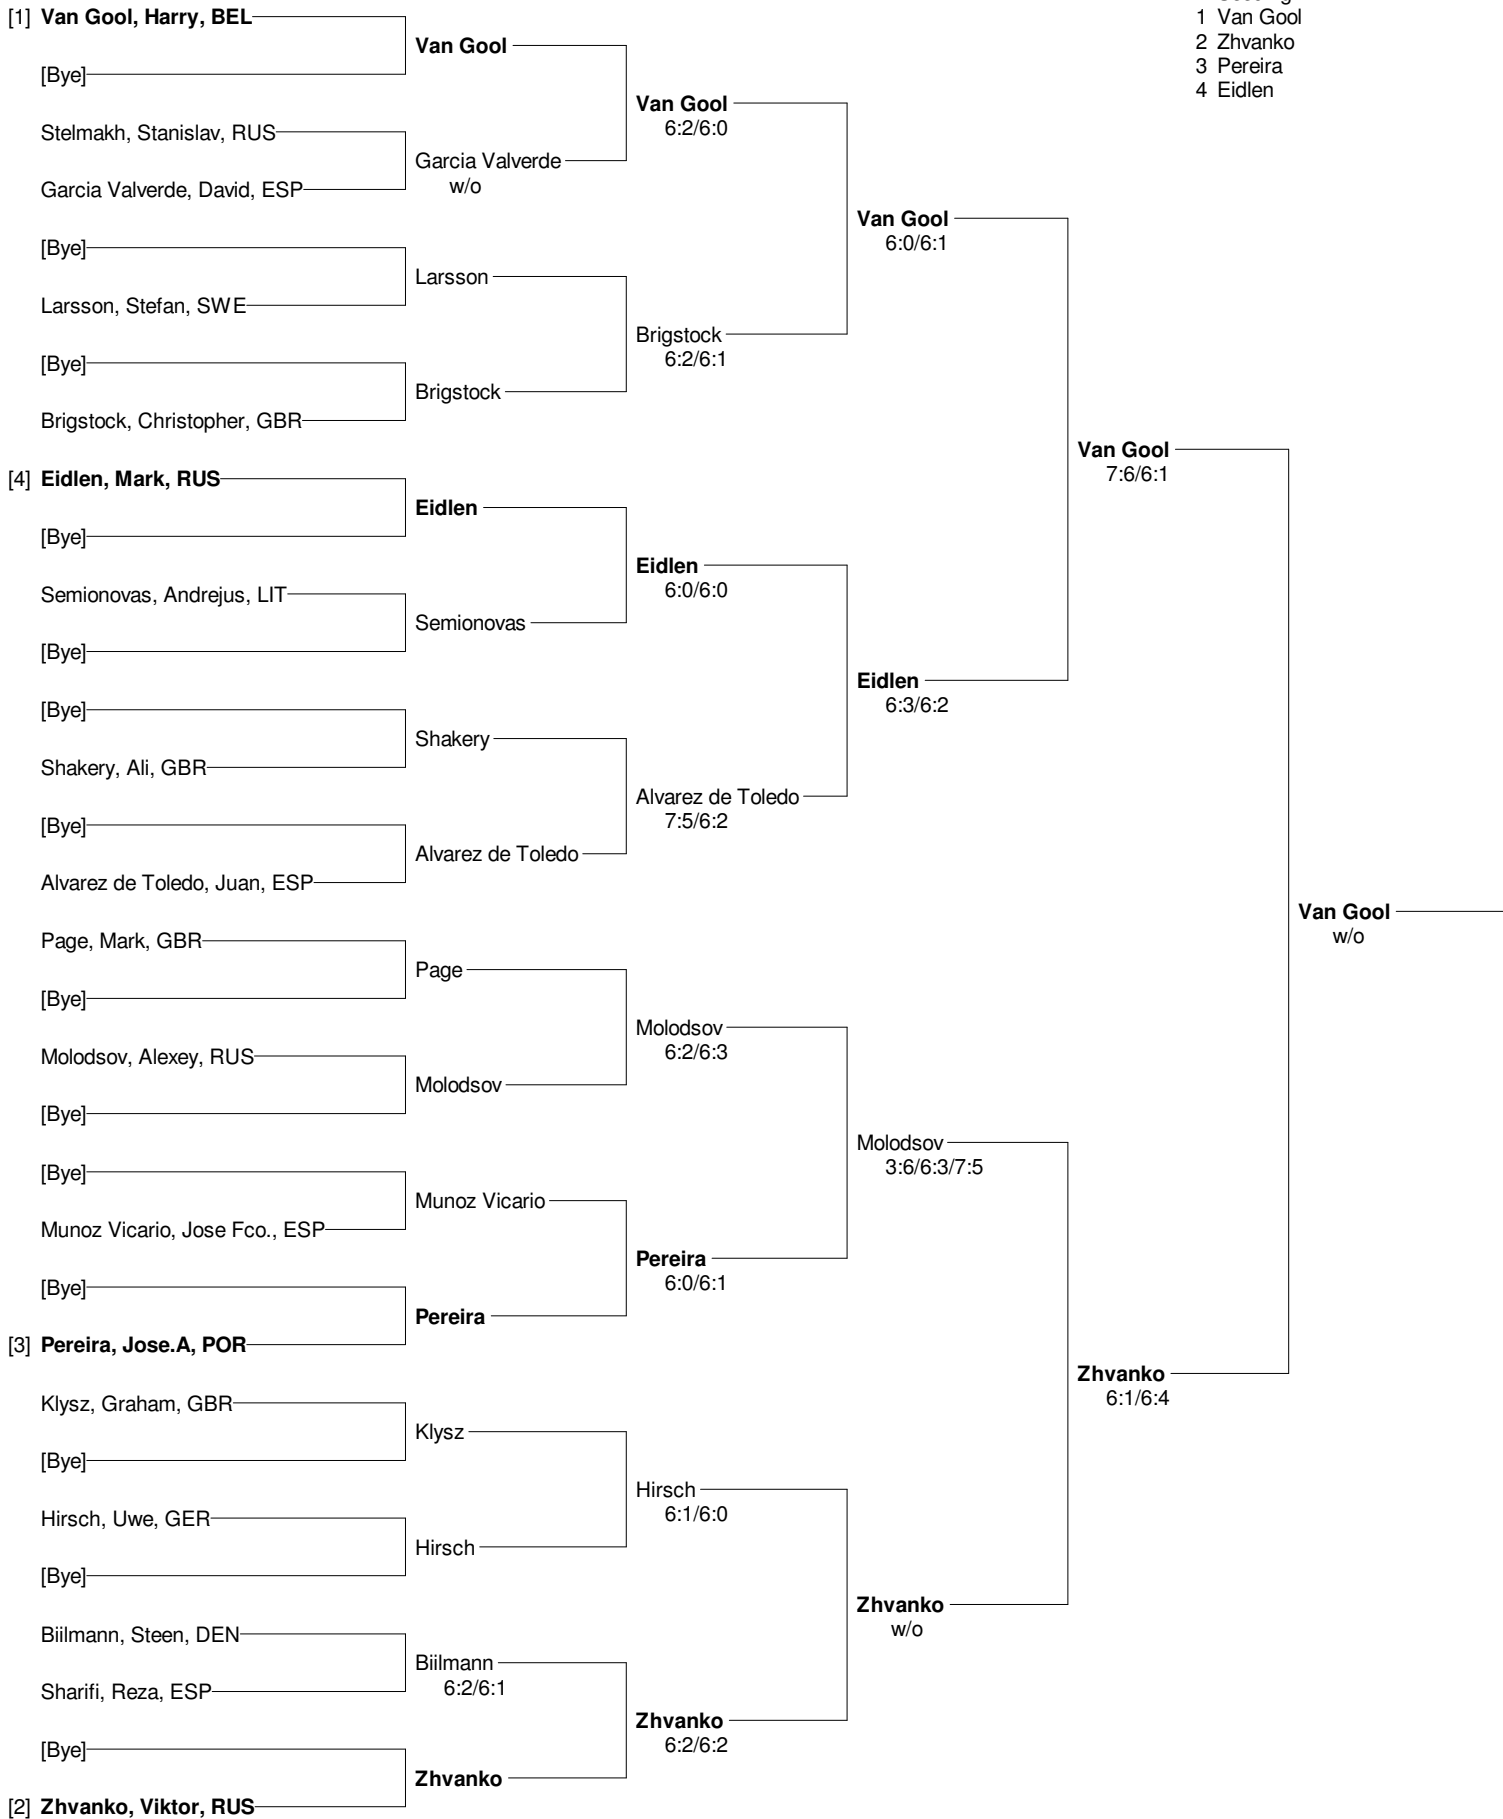 [1] Van Gool, Harry, BEL
[Bye]
Stelmakh, Stanislav, RUS
Garcia Valverde, David, ESP
[Bye]
Larsson, Stefan, SWE
[Bye]
Brigstock, Christopher, GBR
[4] Eidlen, Mark, RUS
[Bye]
Semionovas, Andrejus, LIT
[Bye]
[Bye]
Shakery, Ali, GBR
[Bye]
Alvarez de Toledo, Juan, ESP
Page, Mark, GBR
[Bye]
Molodsov, Alexey, RUS
[Bye]
[Bye]
Munoz Vicario, Jose Fco., ESP
[Bye]
[3] Pereira, Jose.A, POR
Klysz, Graham, GBR
[Bye]
Hirsch, Uwe, GER
[Bye]
Biilmann, Steen, DEN
Sharifi, Reza, ESP
[Bye]
[2] Zhvanko, Viktor, RUS
Van Gool
Garcia Valverde
w/o
Larsson
Brigstock
Eidlen
Semionovas
Shakery
Alvarez de Toledo
Page
Molodsov
Munoz Vicario
Pereira
Klysz
Hirsch
Biilmann
6:2/6:1
Zhvanko
Van Gool
6:2/6:0
Brigstock
6:2/6:1
Eidlen
6:0/6:0
Alvarez de Toledo
7:5/6:2
Molodsov
6:2/6:3
Pereira
6:0/6:1
Hirsch
6:1/6:0
Zhvanko
6:2/6:2
Van Gool
6:0/6:1
Eidlen
6:3/6:2
Molodsov
3:6/6:3/7:5
Zhvanko
w/o
Van Gool
7:6/6:1
Zhvanko
6:1/6:4
Van Gool
w/o
1 Van Gool
2 Zhvanko
3 Pereira
4 Eidlen